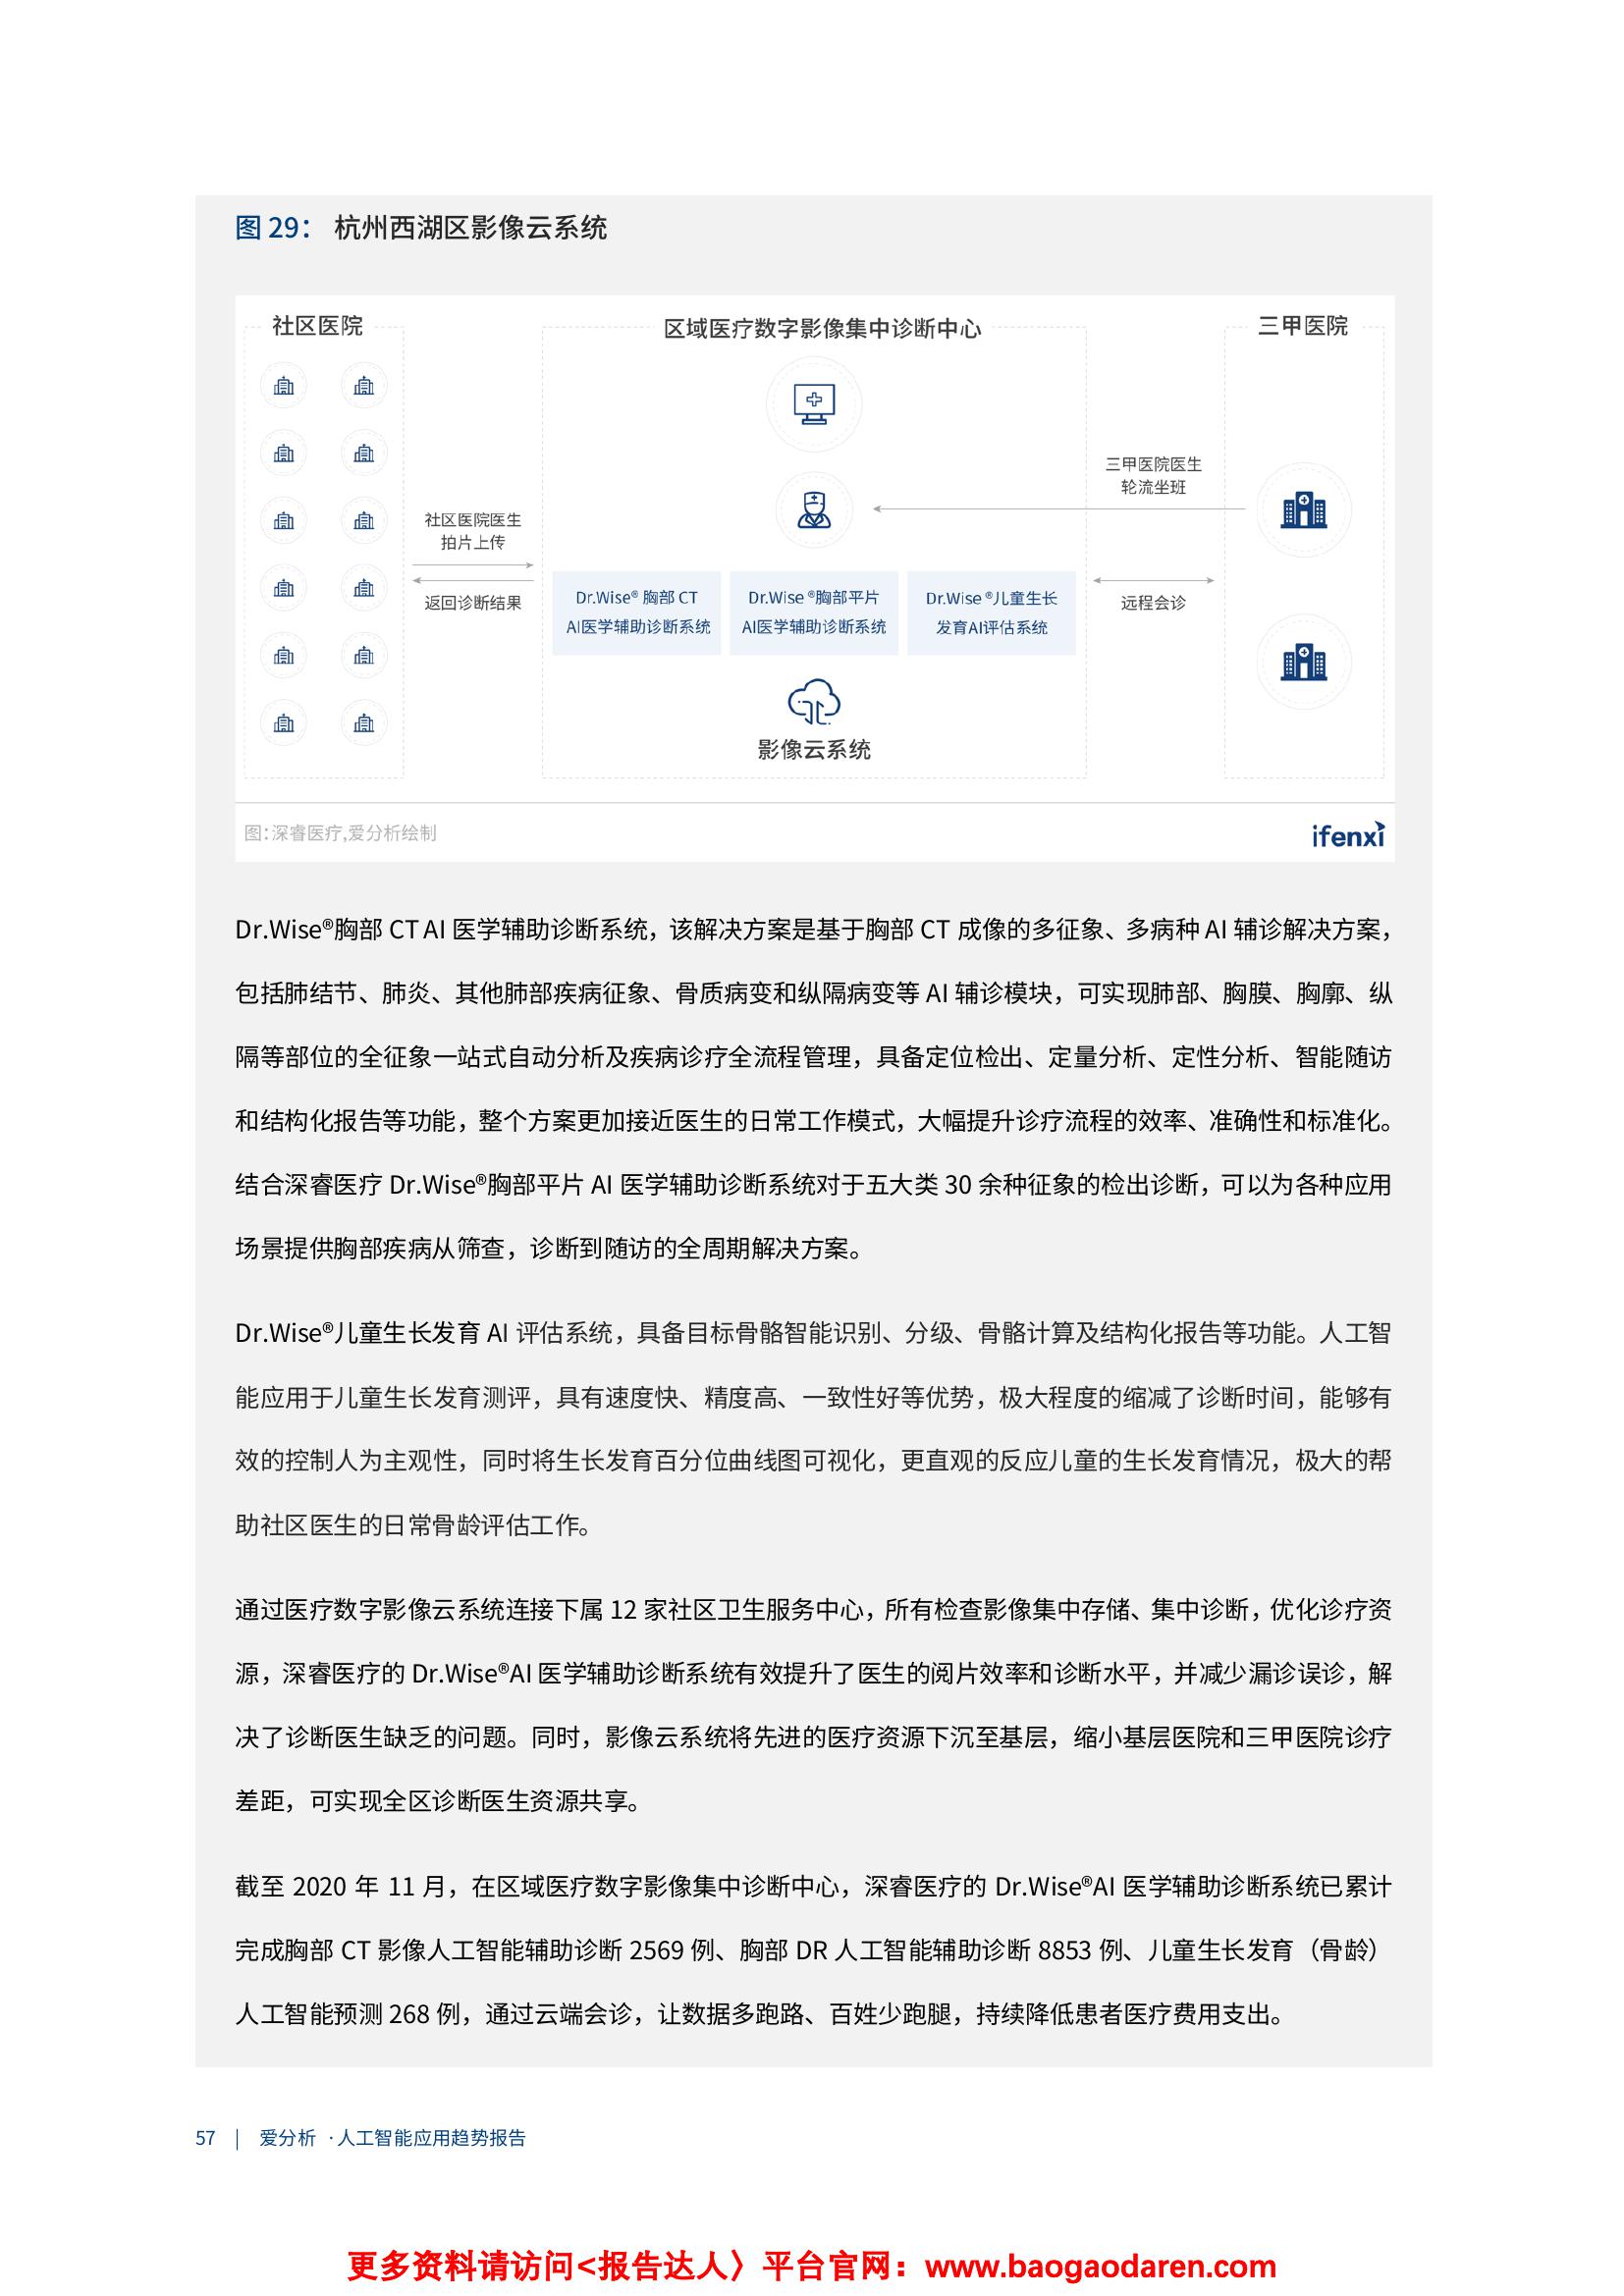 图 29： 杭州西湖区影像云系统
社区医院
区域医疗数字影像集中诊断中心
三甲医院
三甲医院医生
轮流坐班
社区医院医生
拍片上传
返回诊断结果
Dr.Wise® 胸部 CT
AI医学辅助诊断系统
Dr.Wise ®胸部平片
AI医学辅助诊断系统
Dr.Wise ®儿童生长
发育AI评估系统
远程会诊
影像云系统
图：深睿医疗,爱分析绘制
ifenxi
Dr.Wise®胸部 CT AI 医学辅助诊断系统，该解决方案是基于胸部 CT 成像的多征象、多病种 AI 辅诊解决方案，
包括肺结节、肺炎、其他肺部疾病征象、骨质病变和纵隔病变等 AI 辅诊模块，可实现肺部、胸膜、胸廓、纵
隔等部位的全征象一站式自动分析及疾病诊疗全流程管理，具备定位检出、定量分析、定性分析、智能随访
和结构化报告等功能，整个方案更加接近医生的日常工作模式，大幅提升诊疗流程的效率、准确性和标准化。
结合深睿医疗 Dr.Wise®胸部平片 AI 医学辅助诊断系统对于五大类 30 余种征象的检出诊断，可以为各种应用
场景提供胸部疾病从筛查，诊断到随访的全周期解决方案。
Dr.Wise®儿童生长发育 AI 评估系统，具备目标骨骼智能识别、分级、骨骼计算及结构化报告等功能。人工智
能应用于儿童生长发育测评，具有速度快、精度高、一致性好等优势，极大程度的缩减了诊断时间，能够有
效的控制人为主观性，同时将生长发育百分位曲线图可视化，更直观的反应儿童的生长发育情况，极大的帮
助社区医生的日常骨龄评估工作。
通过医疗数字影像云系统连接下属 12 家社区卫生服务中心，所有检查影像集中存储、集中诊断，优化诊疗资
源，深睿医疗的 Dr.Wise®AI 医学辅助诊断系统有效提升了医生的阅片效率和诊断水平，并减少漏诊误诊，解
决了诊断医生缺乏的问题。同时，影像云系统将先进的医疗资源下沉至基层，缩小基层医院和三甲医院诊疗
差距，可实现全区诊断医生资源共享。
截至 2020 年 11 月，在区域医疗数字影像集中诊断中心，深睿医疗的 Dr.Wise®AI 医学辅助诊断系统已累计
完成胸部 CT 影像人工智能辅助诊断 2569 例、胸部 DR 人工智能辅助诊断 8853 例、儿童生长发育（骨龄）
人工智能预测 268 例，通过云端会诊，让数据多跑路、百姓少跑腿，持续降低患者医疗费用支出。
57 | 爱分析 ·人工智能应用趋势报告
更多资料请访问<报告达人〉平台官网：www.baogaodaren.com